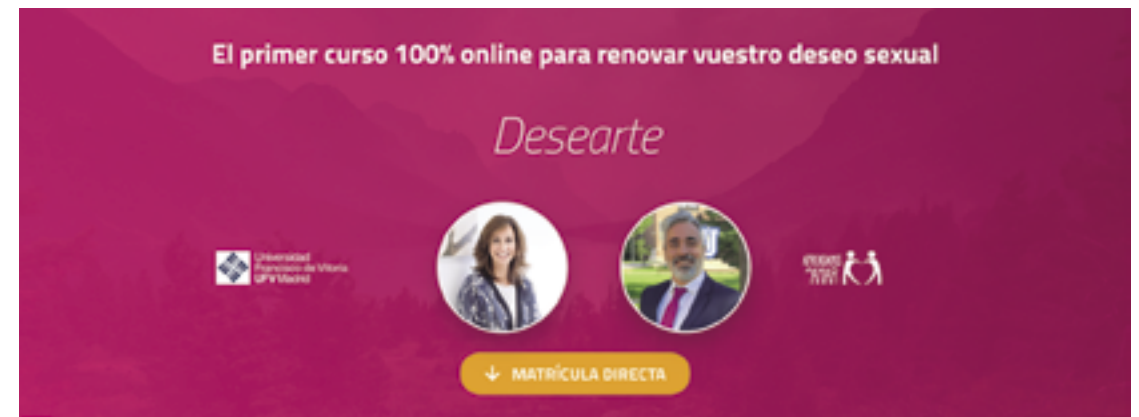 El primer curso 100% online para renovar vuestro deseo sexual
Desearte
Universidad
Francisco de Vitoria
UFV Madrid
MATRÍCULA DIRECTA